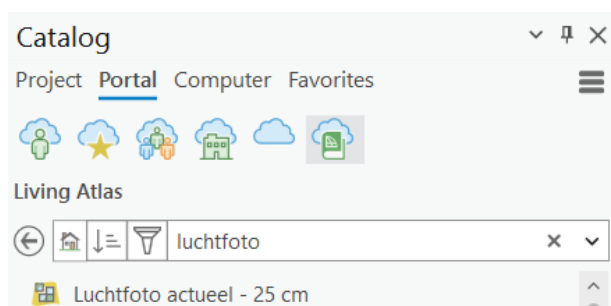 Catalog
Project Portal Computer Favorites
Living Atlas
luchtfoto
Luchtfoto actueel - 25 cm